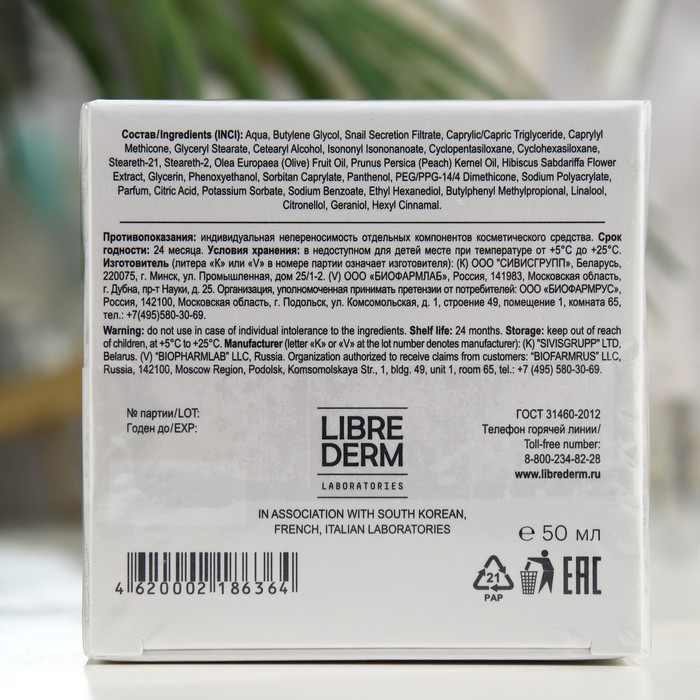 Состав/Ingredients (INCI): Aqua, Butylene Glycol, Snail Secretion Filtrate, Caprylic/Capric Triglyceride, Caprylyl
Methicone, Glyceryl Stearate, Cetearyl Alcohol, Isononyl Isononanoate, Cyclopentasiloxane, Cyclohexasiloxane,
Steareth-21, Steareth-2, Olea Europaea (Olive) Fruit Oil, Prunus Persica (Peach) Kernel Oil, Hibiscus Sabdariffa Flower
Extract, Glycerin, Phenoxyethanol, Sorbitan Caprylate, Panthenol, PEG/PPG-14/4 Dimethicone, Sodium Polyacrylate,
Parfum, Citric Acid, Potassium Sorbate, Sodium Benzoate, Ethyl Hexanediol, Butylphenyl Methylpropional, Linalool,
Citronellol, Geraniol, Hexyl Cinnamal.
Противопоказания: индивидуальная непереносимость отдельных компонентов косметического средства. Срок
годности: 24 месяца. Условия хранения: в недоступном для детей месте при температуре от +5°C до +25°C.
Изготовитель (литера «К» или «V» в номере партии означает изготовителя): (К) ООО "СИВИСГРУПП", Беларусь,
220075, г. Минск, ул. Промышленная, дом 25/1-2. (V) ООО «БИОФАРМЛАБ», Россия, 141983, Московская область,
г. Дубна, пр-т Науки, д. 25. Организация, уполномоченная принимать претензии от потребителей: ООО «БИОФАРМРУС»,
Россия, 142100, Московская область, г. Подольск, ул. Комсомольская, д. 1, строение 49, помещение 1, комната 65,
тел.: +7(495)580-30-69.
Warning: do not use in case of individual intolerance to the ingredients. Shelf life: 24 months. Storage: keep out of reach
of children, at +5°C to +25°C. Manufacturer (letter «K» or «V» at the lot number denotes manufacturer): (K) "SIVISGRUPP" LTD,
Belarus. (V) "BIOPHARMLAB" LLC, Russia. Organization authorized to receive claims from customers: "BIOFARMRUS" LLC,
Russia, 142100, Moscow Region, Podolsk, Komsomolskaya Str., 1, bldg. 49, unit 1, room 65, tel.: +7 (495) 580-30-69.
№ партии/LOT:
Годен до/EXP:
LIBRE
DERM
LABORATORIES
IN ASSOCIATION WITH SOUTH KOREAN,
FRENCH, ITALIAN LABORATORIES
ГОСТ 31460-2012
Телефон горячей линии/
Toll-free number:
8-800-234-82-28
www.librederm.ru
℮ 50 мл
4 620002 186364
21
PAP
EAC